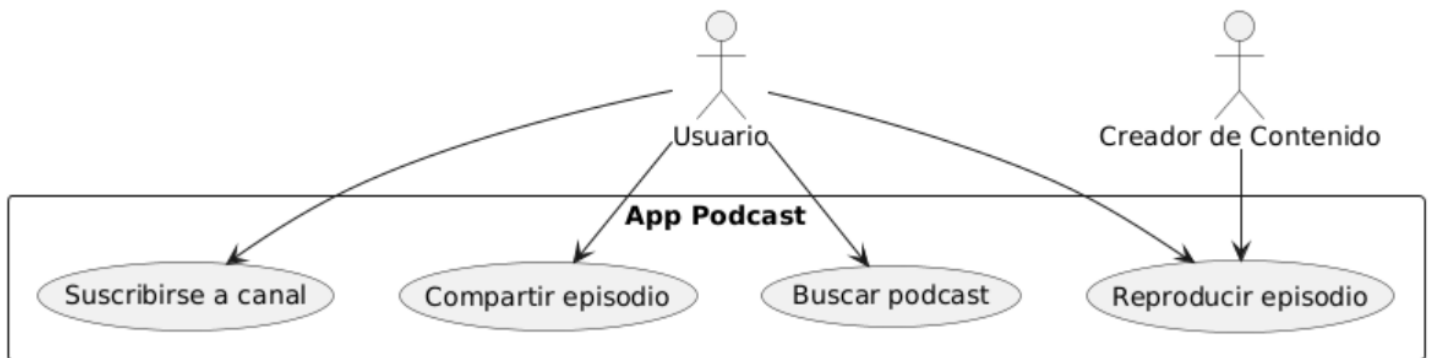 Usuario
Creador de Contenido
App Podcast
Suscribirse a canal
Compartir episodio
Buscar podcast
Reproducir episodio